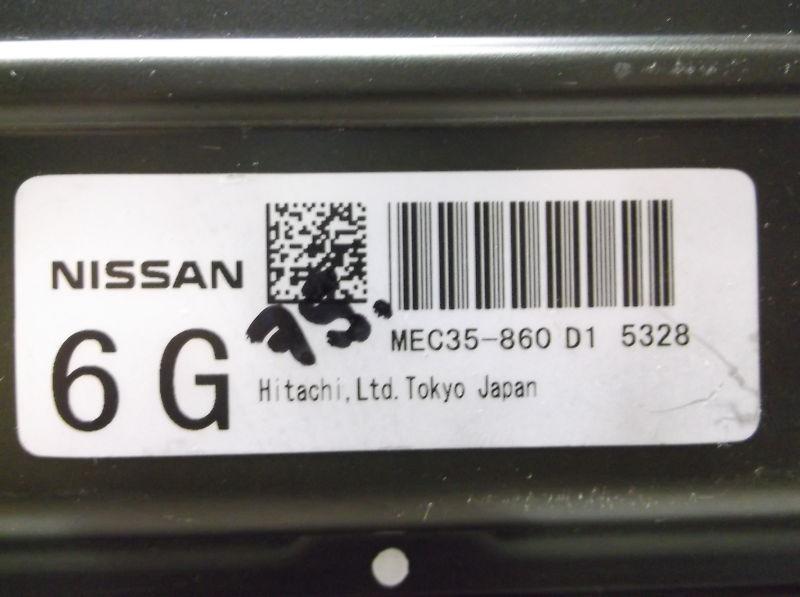 NISSAN
6 G
MEC35-860 D1 5328
Hitachi,Ltd.Tokyo Japan